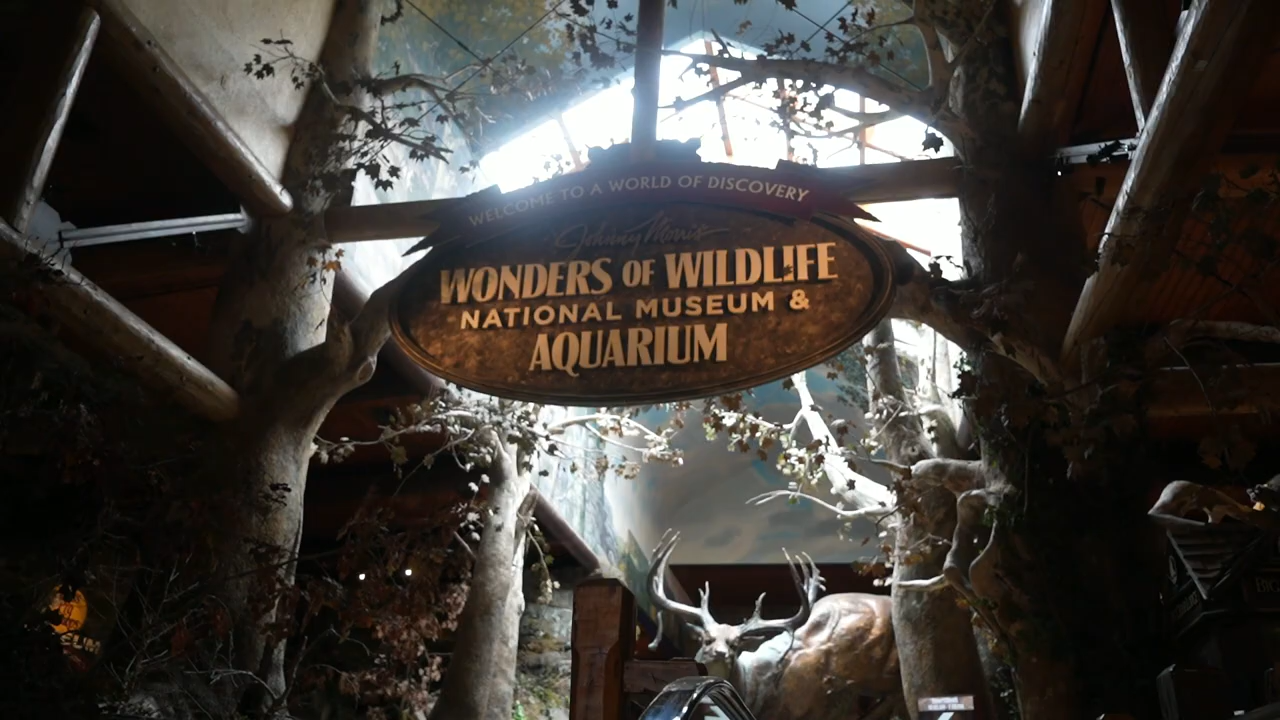 WELCOME TO A WORLD OF DISCOVERY
Johnny Morris
WONDERS OF WILDLIFE
NATIONAL MUSEUM &
AQUARIUM